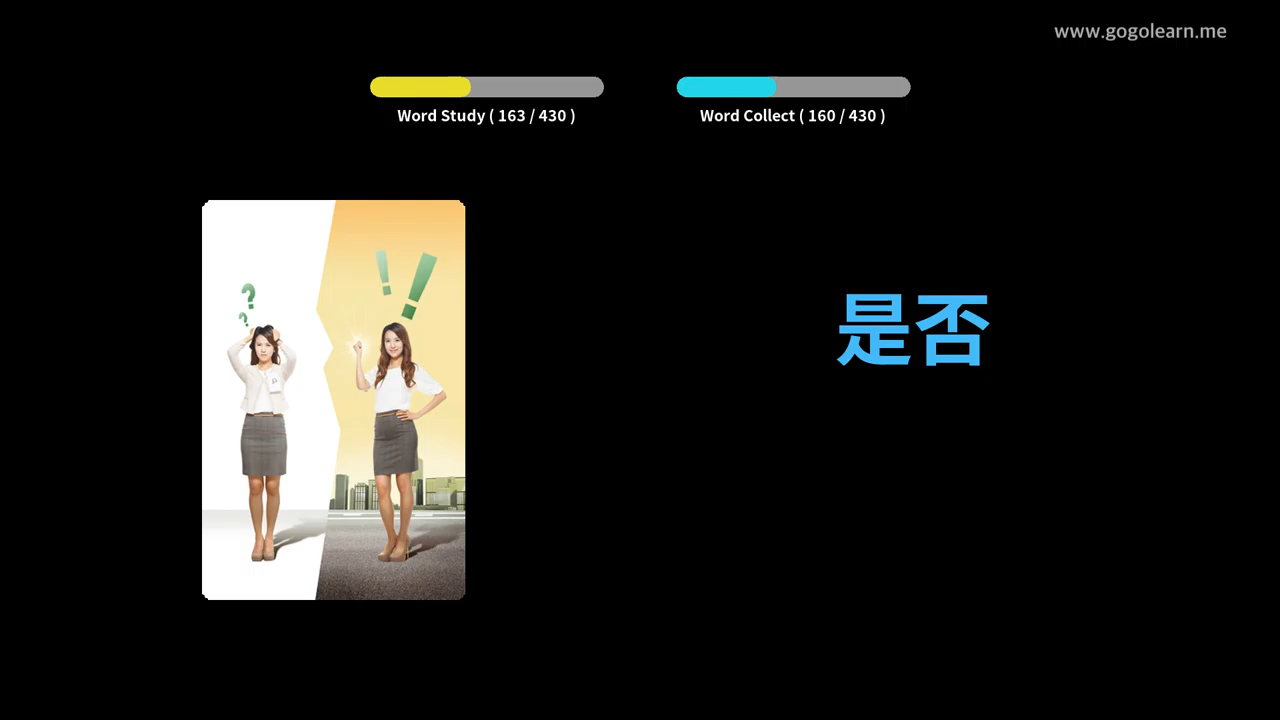 www.gogolearn.me
Word Study ( 163 / 430 )
Word Collect ( 160 / 430 )
? ? ! !
是否